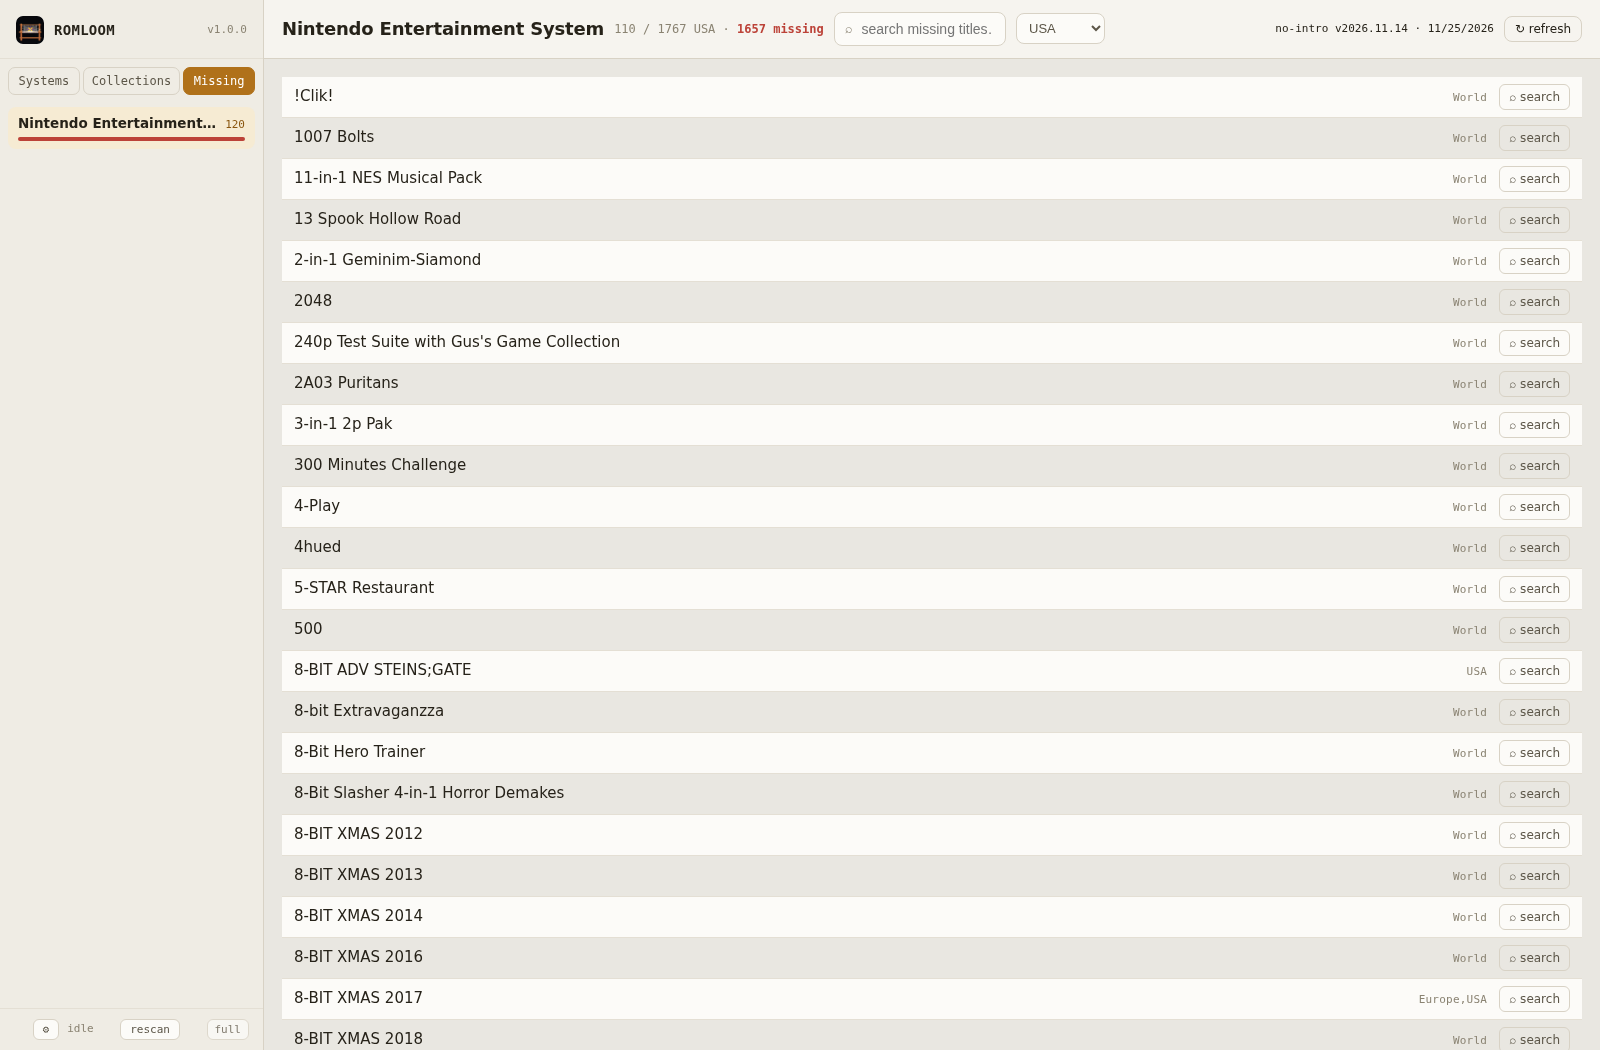 ROMLOOM v1.0.0
Systems Collections Missing
Nintendo Entertainment... 120
idle rescan full
Nintendo Entertainment System 110 / 1767 USA · 1657 missing search missing titles. USA no-intro v2026.11.14 · 11/25/2026 ↻ refresh
!Clik! World search
1007 Bolts World search
11-in-1 NES Musical Pack World search
13 Spook Hollow Road World search
2-in-1 Geminim-Siamond World search
2048 World search
240p Test Suite with Gus's Game Collection World search
2A03 Puritans World search
3-in-1 2p Pak World search
300 Minutes Challenge World search
4-Play World search
4hued World search
5-STAR Restaurant World search
500 World search
8-BIT ADV STEINS;GATE USA search
8-bit Extravaganzza World search
8-Bit Hero Trainer World search
8-Bit Slasher 4-in-1 Horror Demakes World search
8-BIT XMAS 2012 World search
8-BIT XMAS 2013 World search
8-BIT XMAS 2014 World search
8-BIT XMAS 2016 World search
8-BIT XMAS 2017 Europe,USA search
8-BIT XMAS 2018 World search